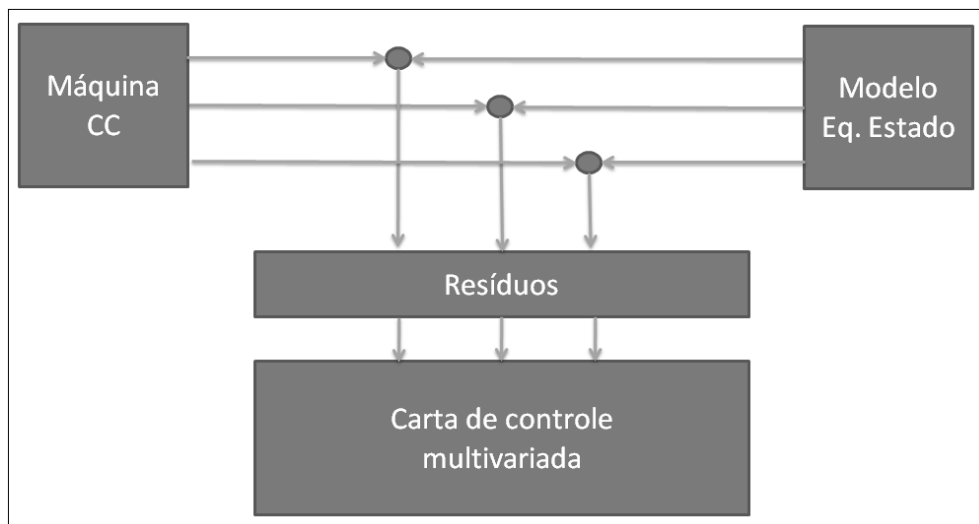 Máquina
CC
Modelo
Eq. Estado
Resíduos
Carta de controle
multivariada